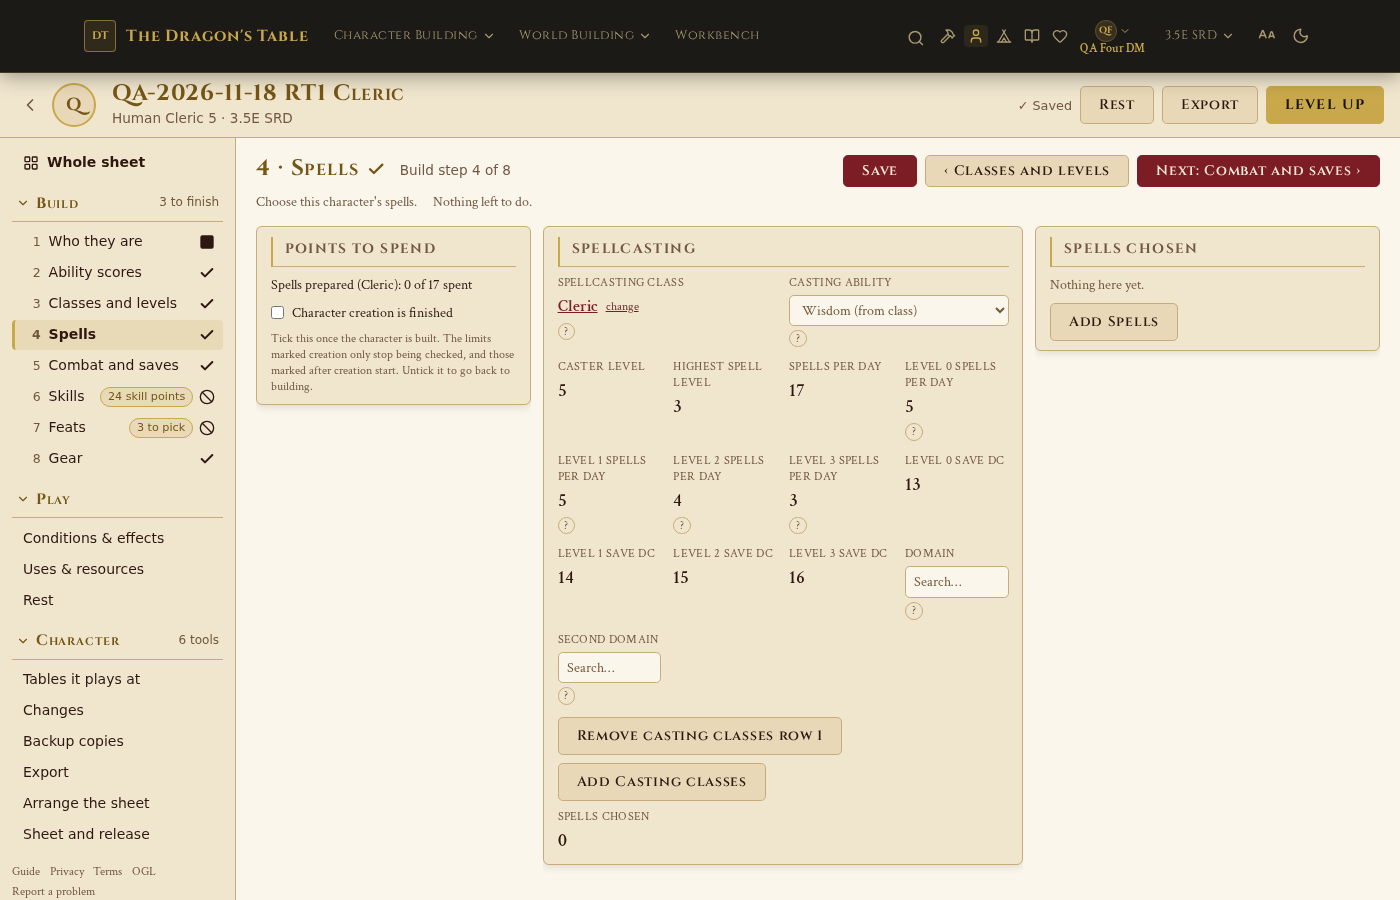 DT The Dragon's Table Character Building World Building Workbench QF QA Four DM 3.5E SRD AA
Q QA-2026-11-18 RT1 Cleric
Human Cleric 5 · 3.5E SRD
✓ Saved Rest Export Level Up
Whole sheet
Build 3 to finish
1 Who they are
2 Ability scores
3 Classes and levels
4 Spells
5 Combat and saves
6 Skills 24 skill points
7 Feats 3 to pick
8 Gear
Play
Conditions & effects
Uses & resources
Rest
Character 6 tools
Tables it plays at
Changes
Backup copies
Export
Arrange the sheet
Sheet and release
Guide Privacy Terms OGL
Report a problem
4 · Spells ✓ Build step 4 of 8
Save ‹ Classes and levels Next: Combat and saves ›
Choose this character's spells. Nothing left to do.
Points to spend
Spells prepared (Cleric): 0 of 17 spent
Character creation is finished
Tick this once the character is built. The limits
marked creation only stop being checked, and those
marked after creation start. Untick it to go back to
building.
Spellcasting
SPELLCASTING CLASS CASTING ABILITY
Cleric change Wisdom (from class)
? ?
CASTER LEVEL HIGHEST SPELL LEVEL SPELLS PER DAY LEVEL 0 SPELLS PER DAY
5 3 17 5
?
LEVEL 1 SPELLS PER DAY LEVEL 2 SPELLS PER DAY LEVEL 3 SPELLS PER DAY LEVEL 0 SAVE DC
5 4 3 13
? ? ?
LEVEL 1 SAVE DC LEVEL 2 SAVE DC LEVEL 3 SAVE DC DOMAIN
14 15 16 Search...
?
SECOND DOMAIN
Search...
?
Remove casting classes row 1
Add Casting classes
SPELLS CHOSEN
0
Spells chosen
Nothing here yet.
Add Spells